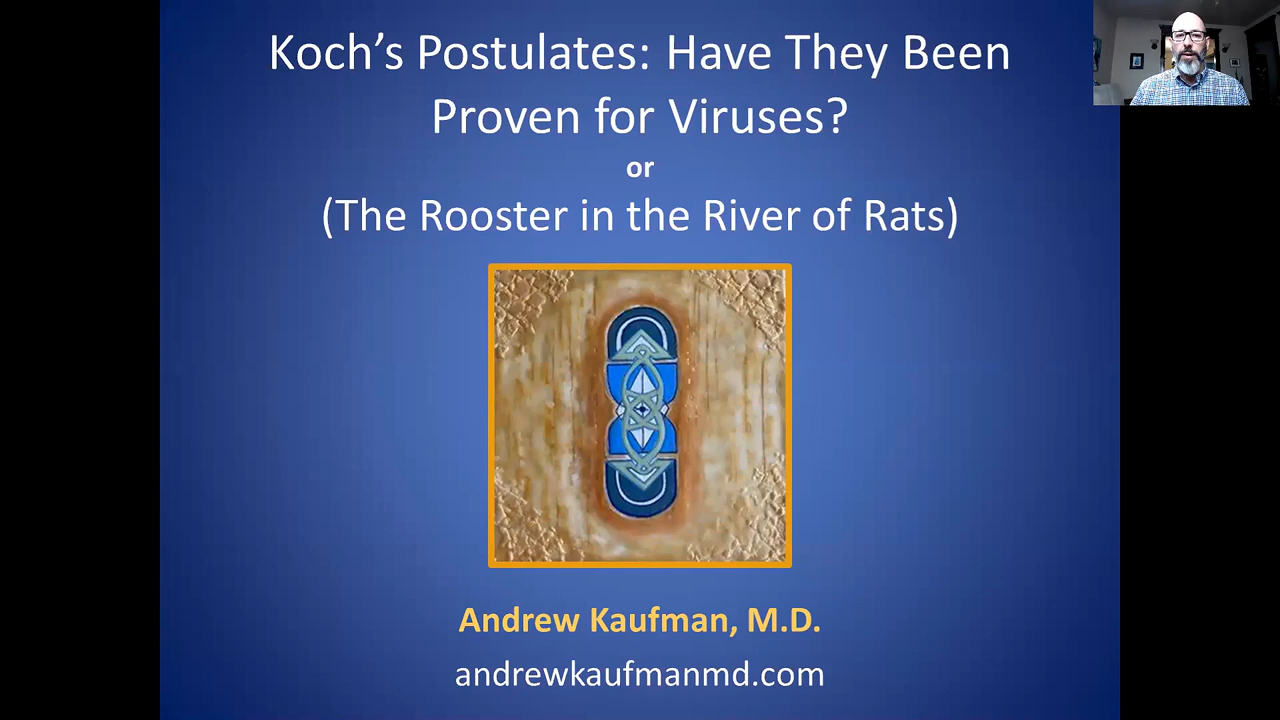 Koch’s Postulates: Have They Been
Proven for Viruses?
or
(The Rooster in the River of Rats)
Andrew Kaufman, M.D.
andrewkaufmanmd.com